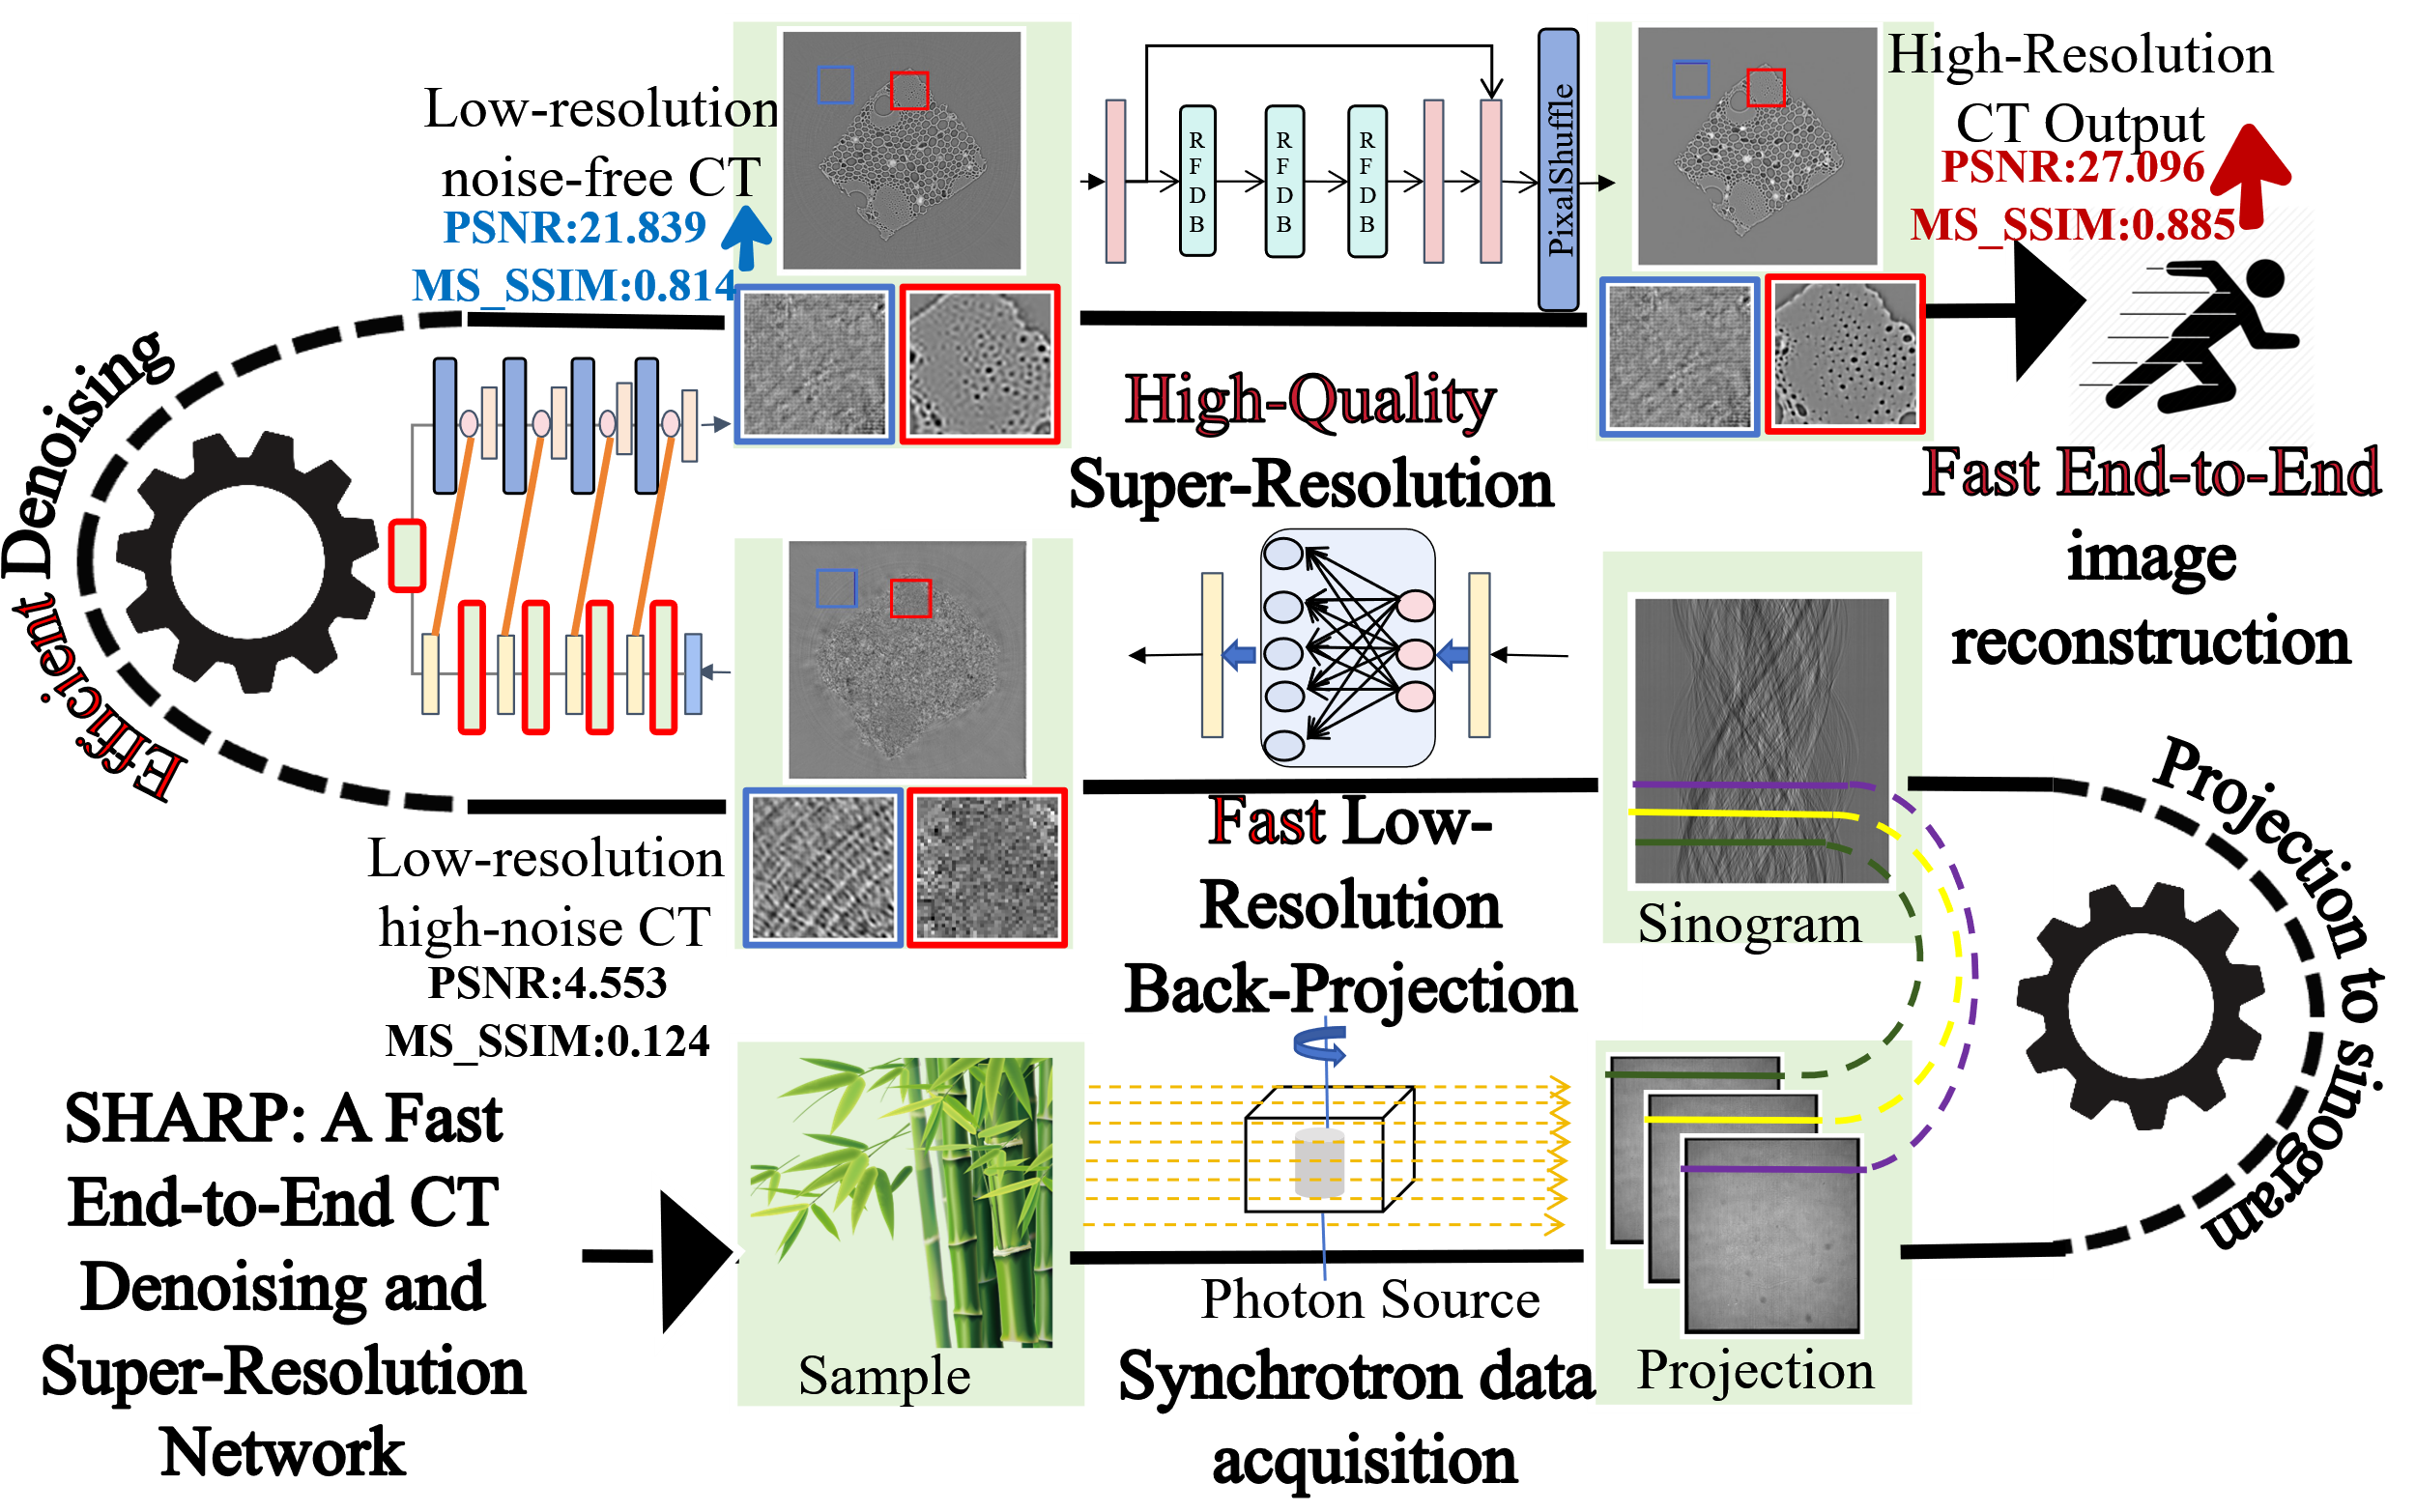 Low-resolution
noise-free CT
PSNR:21.839
MS_SSIM:0.814
R
F
D
B
R
F
D
B
R
F
D
B
PixalShuffle
High-Resolution
CT Output
PSNR:27.096
MS_SSIM:0.885
Efficient Denoising
High-Quality
Super-Resolution
Fast End-to-End
image
reconstruction
Low-resolution
high-noise CT
PSNR:4.553
MS_SSIM:0.124
Fast Low-
Resolution
Back-Projection
Sinogram
Projection to sinogram
SHARP: A Fast
End-to-End CT
Denoising and
Super-Resolution
Network
Sample
Photon Source
Synchrotron data
acquisition
Projection